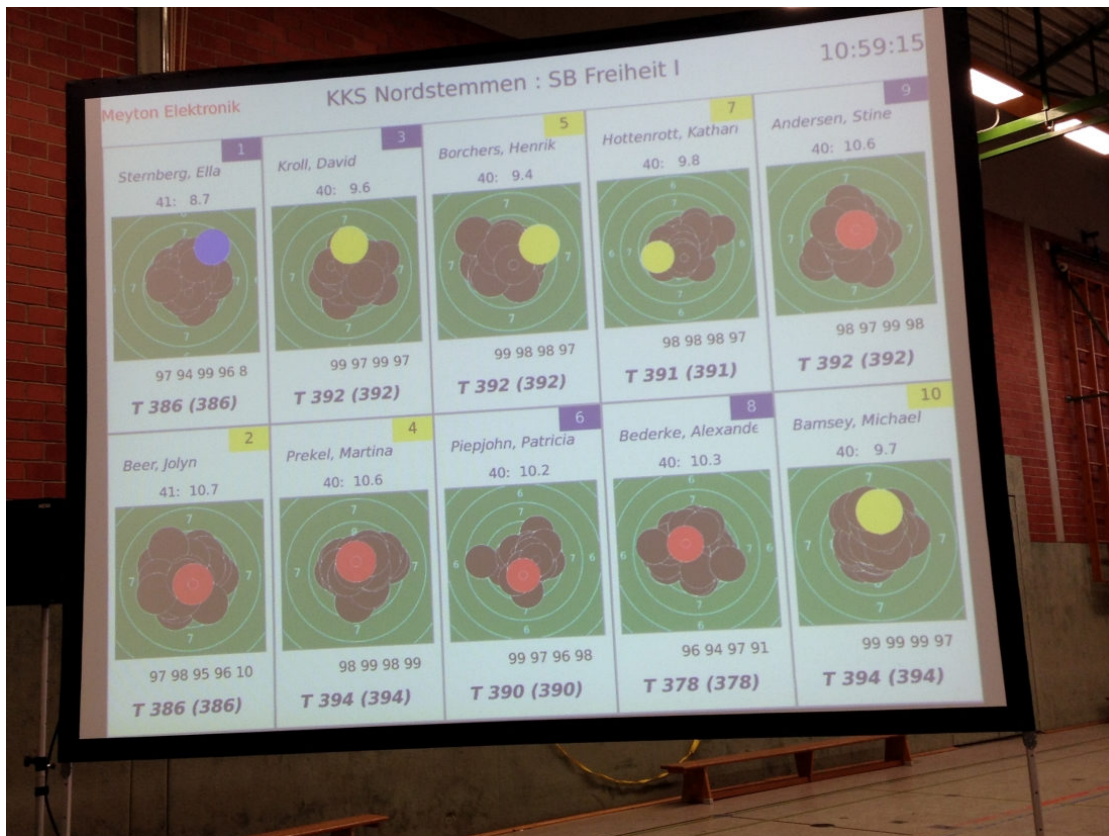 10:59:15
KKS Nordstemmen : SB Freiheit I
Meyton Elektronik
1
Sternberg, Ella
41: 8.7
97 94 99 96 8
T 386 (386)
3
Kroll, David
40: 9.6
99 97 99 97
T 392 (392)
5
Borchers, Henrik
40: 9.4
99 98 98 97
T 392 (392)
7
Hottenrott, Kathari
40: 9.8
98 98 98 97
T 391 (391)
9
Andersen, Stine
40: 10.6
98 97 99 98
T 392 (392)
2
Beer, Jolyn
41: 10.7
97 98 95 96 10
T 386 (386)
4
Prekel, Martina
40: 10.6
98 99 98 99
T 394 (394)
6
Piepjohn, Patricia
40: 10.2
99 97 96 98
T 390 (390)
8
Bederke, Alexande
40: 10.3
96 94 97 91
T 378 (378)
10
Bamsey, Michael
40: 9.7
99 99 99 97
T 394 (394)